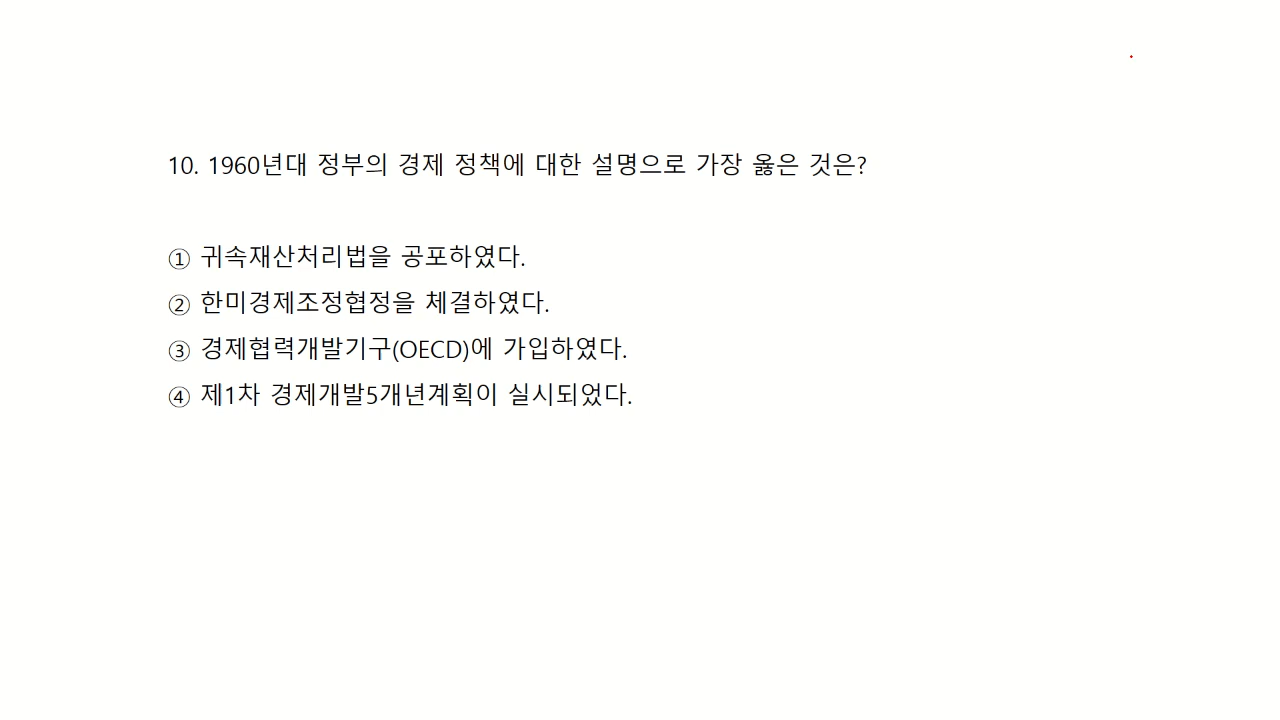 10. 1960년대 정부의 경제 정책에 대한 설명으로 가장 옳은 것은?
① 귀속재산처리법을 공포하였다.
② 한미경제조정협정을 체결하였다.
③ 경제협력개발기구(OECD)에 가입하였다.
④ 제1차 경제개발5개년계획이 실시되었다.